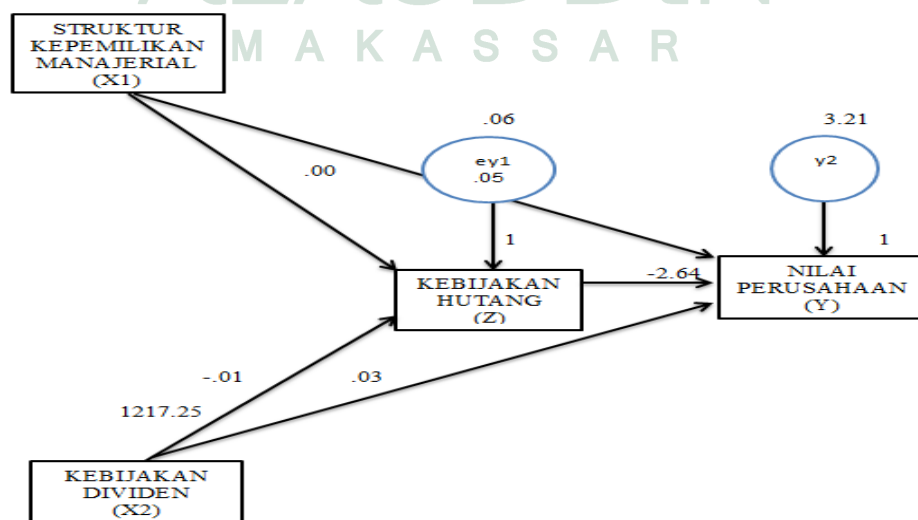 MAKASSAR
STRUKTUR
KEPEMILIKAN
MANAJERIAL
(X1)
.06
3.21
ey1
.05
y2
.00
1
1
KEBIJAKAN
HUTANG
(Z)
-2.64
NILAI
PERUSAHAAN
(Y)
-.01
.03
1217.25
KEBIJAKAN
DIVIDEN
(X2)